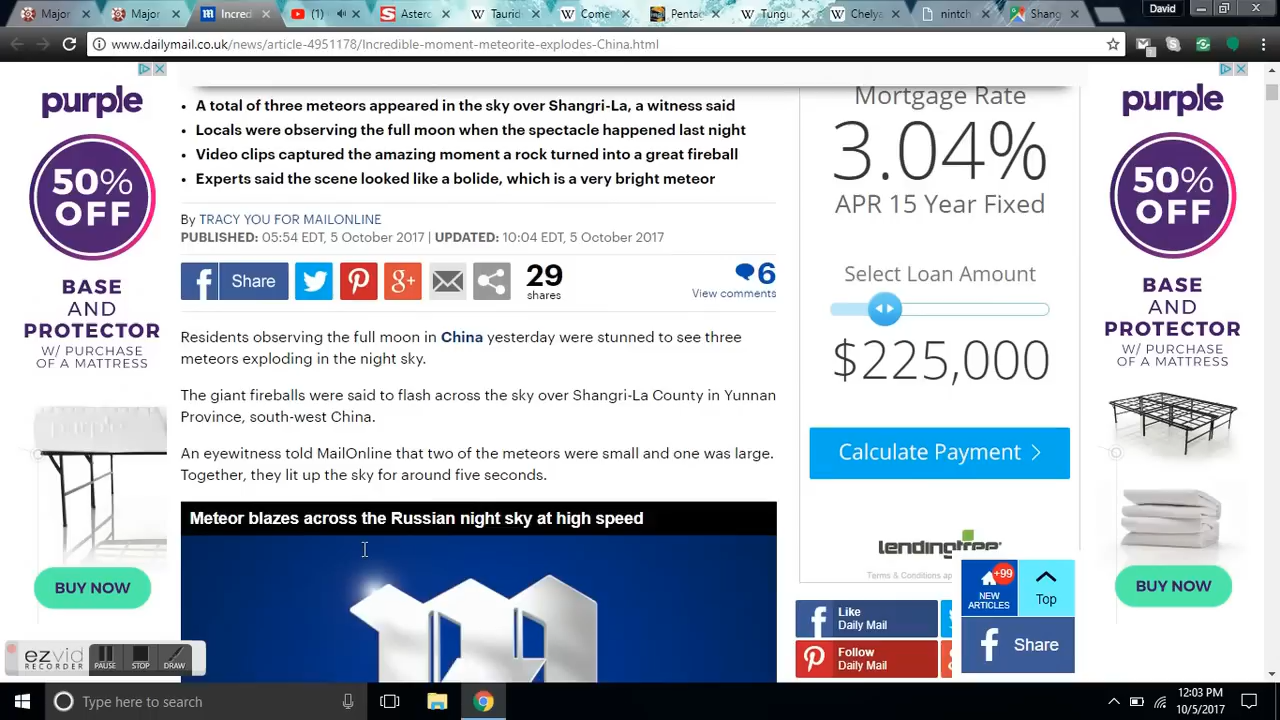 Major
Major
Incred
(1)
Asterc
Taurid
Come
Pentag
Tungu
Chelya
nintch
Shang
David
www.dailymail.co.uk/news/article-4951178/Incredible-moment-meteorite-explodes-China.html
purple
50%
OFF
BASE
AND
PROTECTOR
W/ PURCHASE
OF A MATTRESS
BUY NOW
• A total of three meteors appeared in the sky over Shangri-La, a witness said
• Locals were observing the full moon when the spectacle happened last night
• Video clips captured the amazing moment a rock turned into a great fireball
• Experts said the scene looked like a bolide, which is a very bright meteor
By TRACY YOU FOR MAILONLINE
PUBLISHED: 05:54 EDT, 5 October 2017 | UPDATED: 10:04 EDT, 5 October 2017
Share
29
shares
6
View comments
Residents observing the full moon in China yesterday were stunned to see three
meteors exploding in the night sky.
The giant fireballs were said to flash across the sky over Shangri-La County in Yunnan
Province, south-west China.
An eyewitness told MailOnline that two of the meteors were small and one was large.
Together, they lit up the sky for around five seconds.
Meteor blazes across the Russian night sky at high speed
Mortgage Rate
3.04%
APR 15 Year Fixed
Select Loan Amount
$225,000
Calculate Payment >
lendingtree
Terms & Conditions ap
Like
Daily Mail
Follow
Daily Mail
+99
NEW
ARTICLES
Top
Share
purple
50%
OFF
BASE
AND
PROTECTOR
W/ PURCHASE
OF A MATTRESS
BUY NOW
ezvid
RECORDER
PAUSE
STOP
DRAW
Type here to search
12:03 PM
10/5/2017